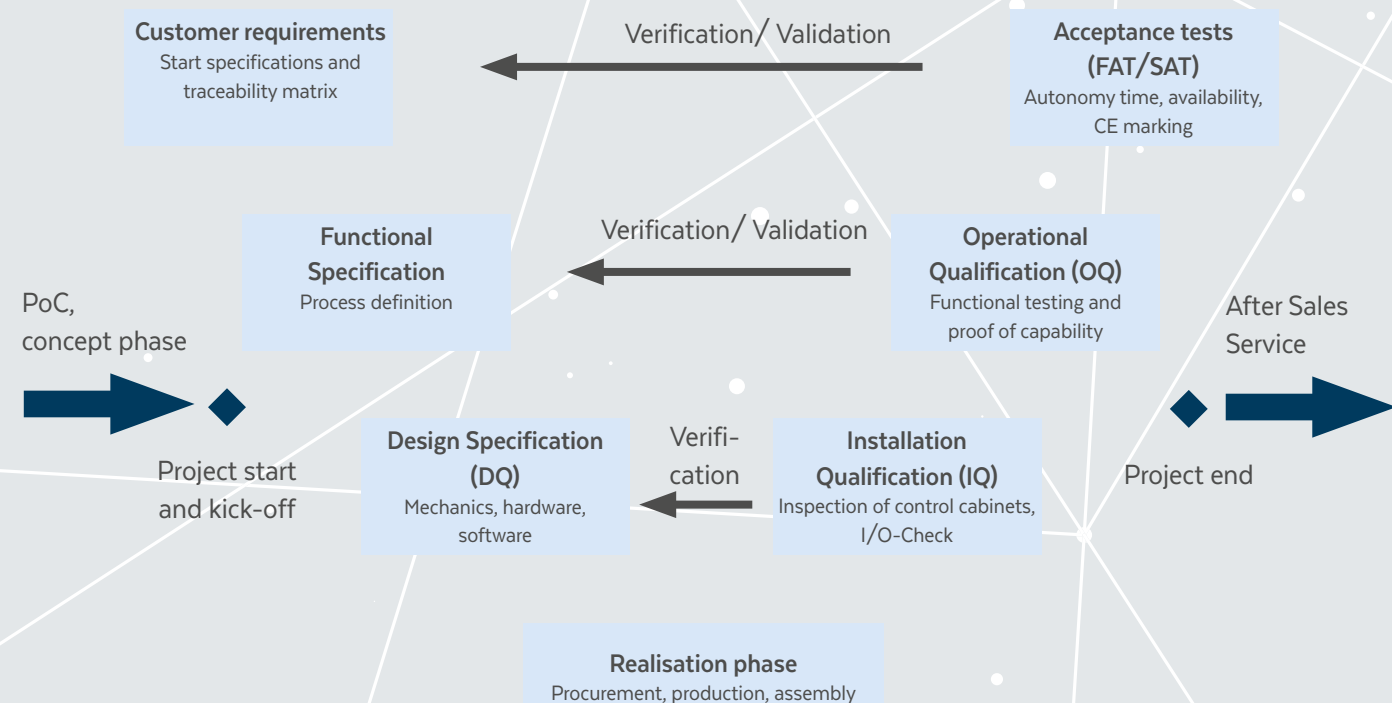 Customer requirements
Start specifications and
traceability matrix
Verification/ Validation
Acceptance tests
(FAT/SAT)
Autonomy time, availability,
CE marking
Functional
Specification
Process definition
Verification/ Validation
Operational
Qualification (OQ)
Functional testing and
proof of capability
PoC,
concept phase
After Sales
Service
Project start
and kick-off
Design Specification
(DQ)
Mechanics, hardware,
software
Verifi-
cation
Installation
Qualification (IQ)
Inspection of control cabinets,
I/O-Check
Project end
Realisation phase
Procurement, production, assembly